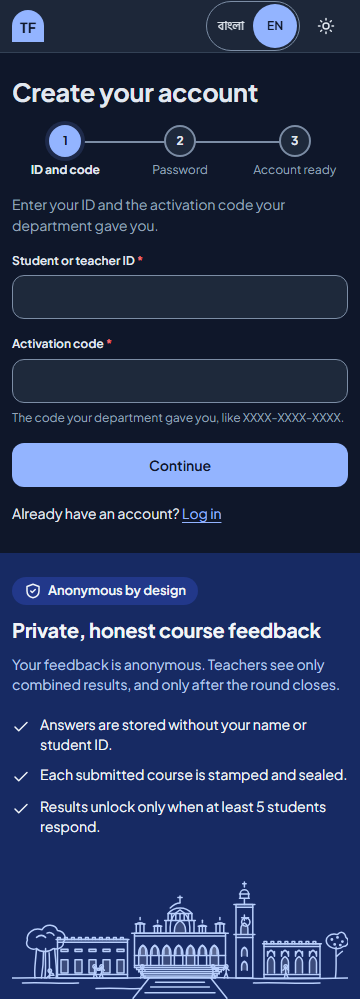 TF
বাংলা EN
Create your account
1 2 3
ID and code Password Account ready
Enter your ID and the activation code your
department gave you.
Student or teacher ID *
Activation code *
The code your department gave you, like XXXX-XXXX-XXXX.
Continue
Already have an account? Log in
Anonymous by design
Private, honest course feedback
Your feedback is anonymous. Teachers see only
combined results, and only after the round closes.
Answers are stored without your name or
student ID.
Each submitted course is stamped and sealed.
Results unlock only when at least 5 students
respond.